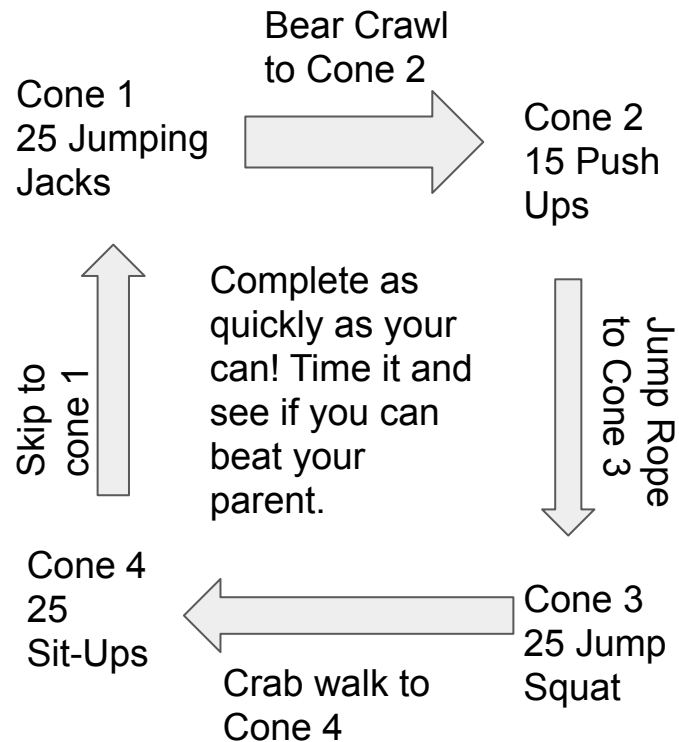 Bear Crawl
to Cone 2
Cone 1
25 Jumping
Jacks
Cone 2
15 Push
Ups
Complete as
quickly as your
can! Time it and
see if you can
beat your
parent.
Skip to
cone 1
Jump Rope
to Cone 3
Cone 4
25
Sit-Ups
Cone 3
25 Jump
Squat
Crab walk to
Cone 4